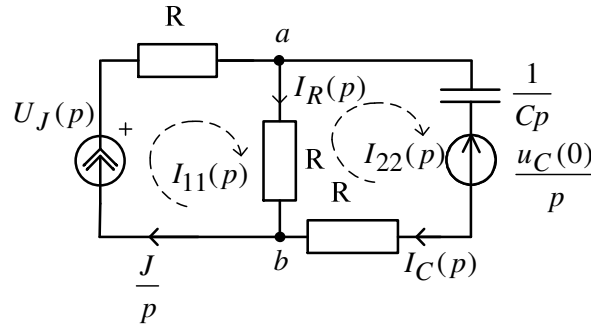 R
a
I_R(p)
1
Cp
U_J(p)
+
I_11(p)
R
I_22(p)
u_C(0)
p
R
b
I_C(p)
J
p